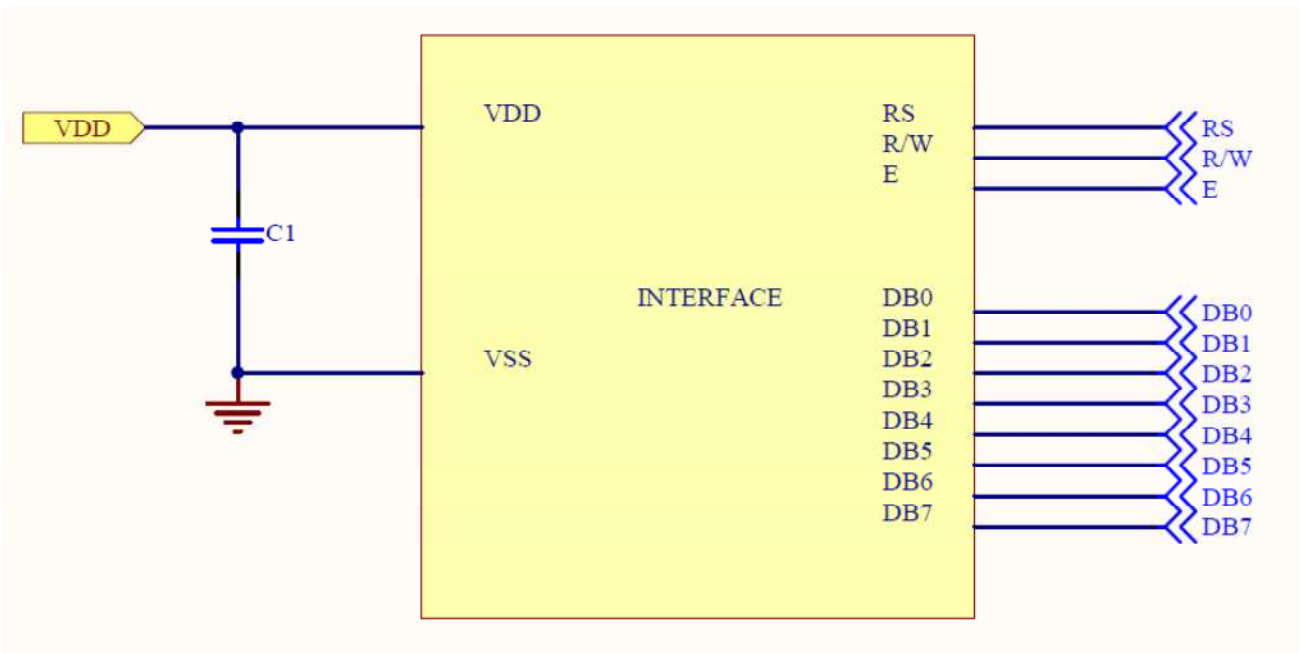 VDD VDD RS RS
R/W R/W
E E
C1
INTERFACE DB0 DB0
DB1 DB1
VSS DB2 DB2
DB3 DB3
DB4 DB4
DB5 DB5
DB6 DB6
DB7 DB7